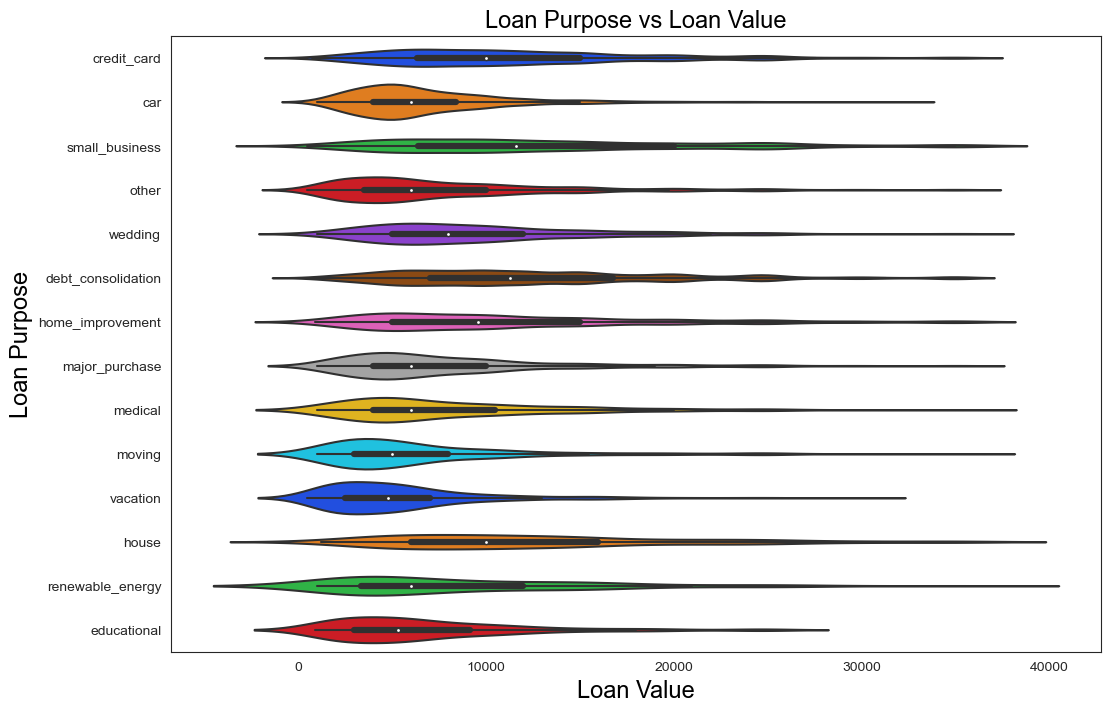 Loan Purpose vs Loan Value
Loan Purpose
credit_card
car
small_business
other
wedding
debt_consolidation
home_improvement
major_purchase
medical
moving
vacation
house
renewable_energy
educational
0 10000 20000 30000 40000
Loan Value